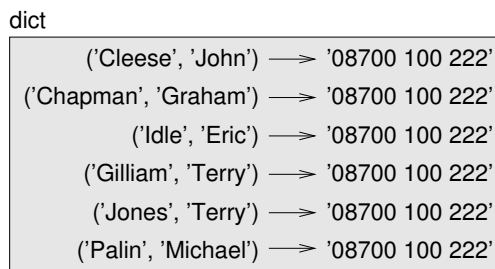 dict
('Cleese', 'John') → '08700 100 222'
('Chapman', 'Graham') → '08700 100 222'
('Idle', 'Eric') → '08700 100 222'
('Gilliam', 'Terry') → '08700 100 222'
('Jones', 'Terry') → '08700 100 222'
('Palin', 'Michael') → '08700 100 222'